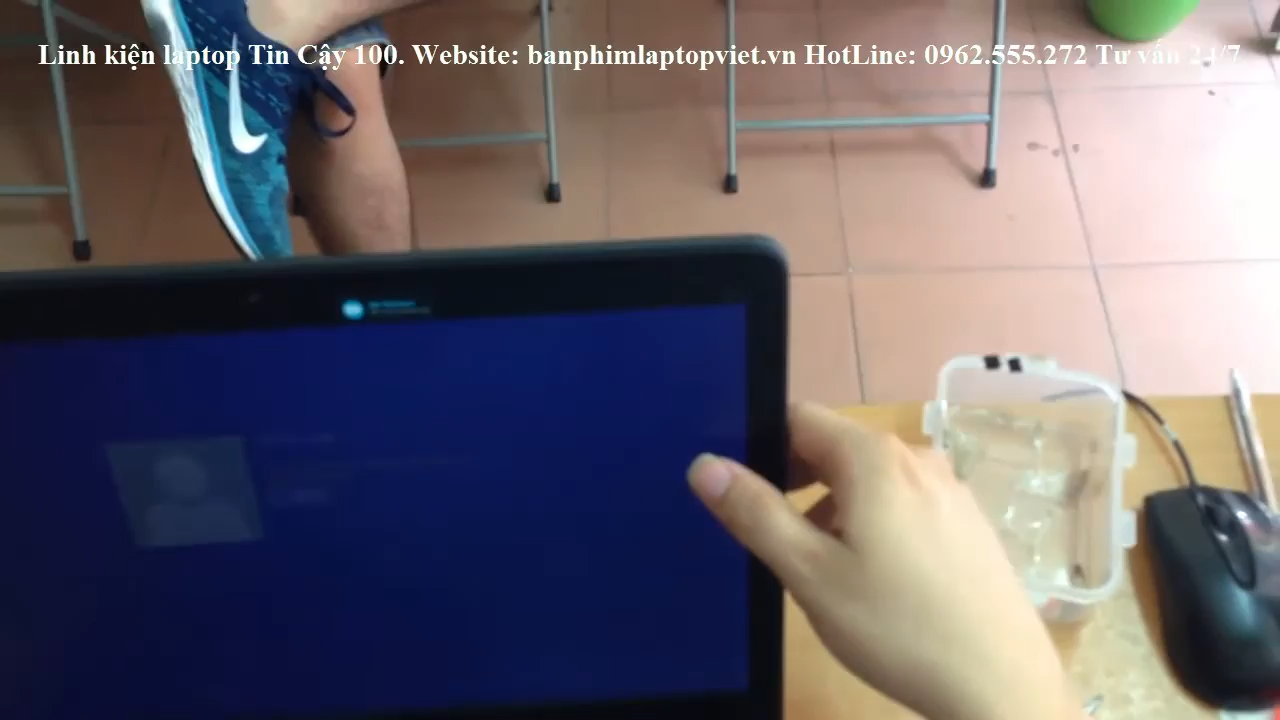 Linh kiện laptop Tin Cậy 100. Website: banphimlaptopviet.vn HotLine: 0962.555.272 Tư vấn 24/7